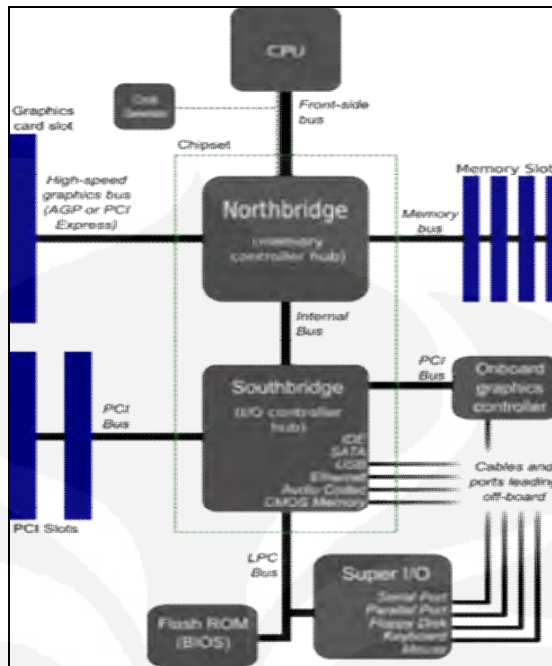 CPU
Clock
Generator
Graphics
card slot
Front-side
bus
Chipset
High-speed
graphics bus
(AGP or PCI
Express)
Northbridge
(memory
controller hub)
Memory
bus
Memory Slot
Internal
Bus
PCI
Bus
Southbridge
(I/O controller
hub)
PCI
Bus
Onboard
graphics
controller
IDE
SATA
USB
Ethernet
Audio Codec
CMOS Memory
Cables and
ports leading
off-board
PCI Slots
LPC
Bus
Super I/O
Serial Port
Parallel Port
Floppy Disk
Keyboard
Mouse
Flash ROM
(BIOS)